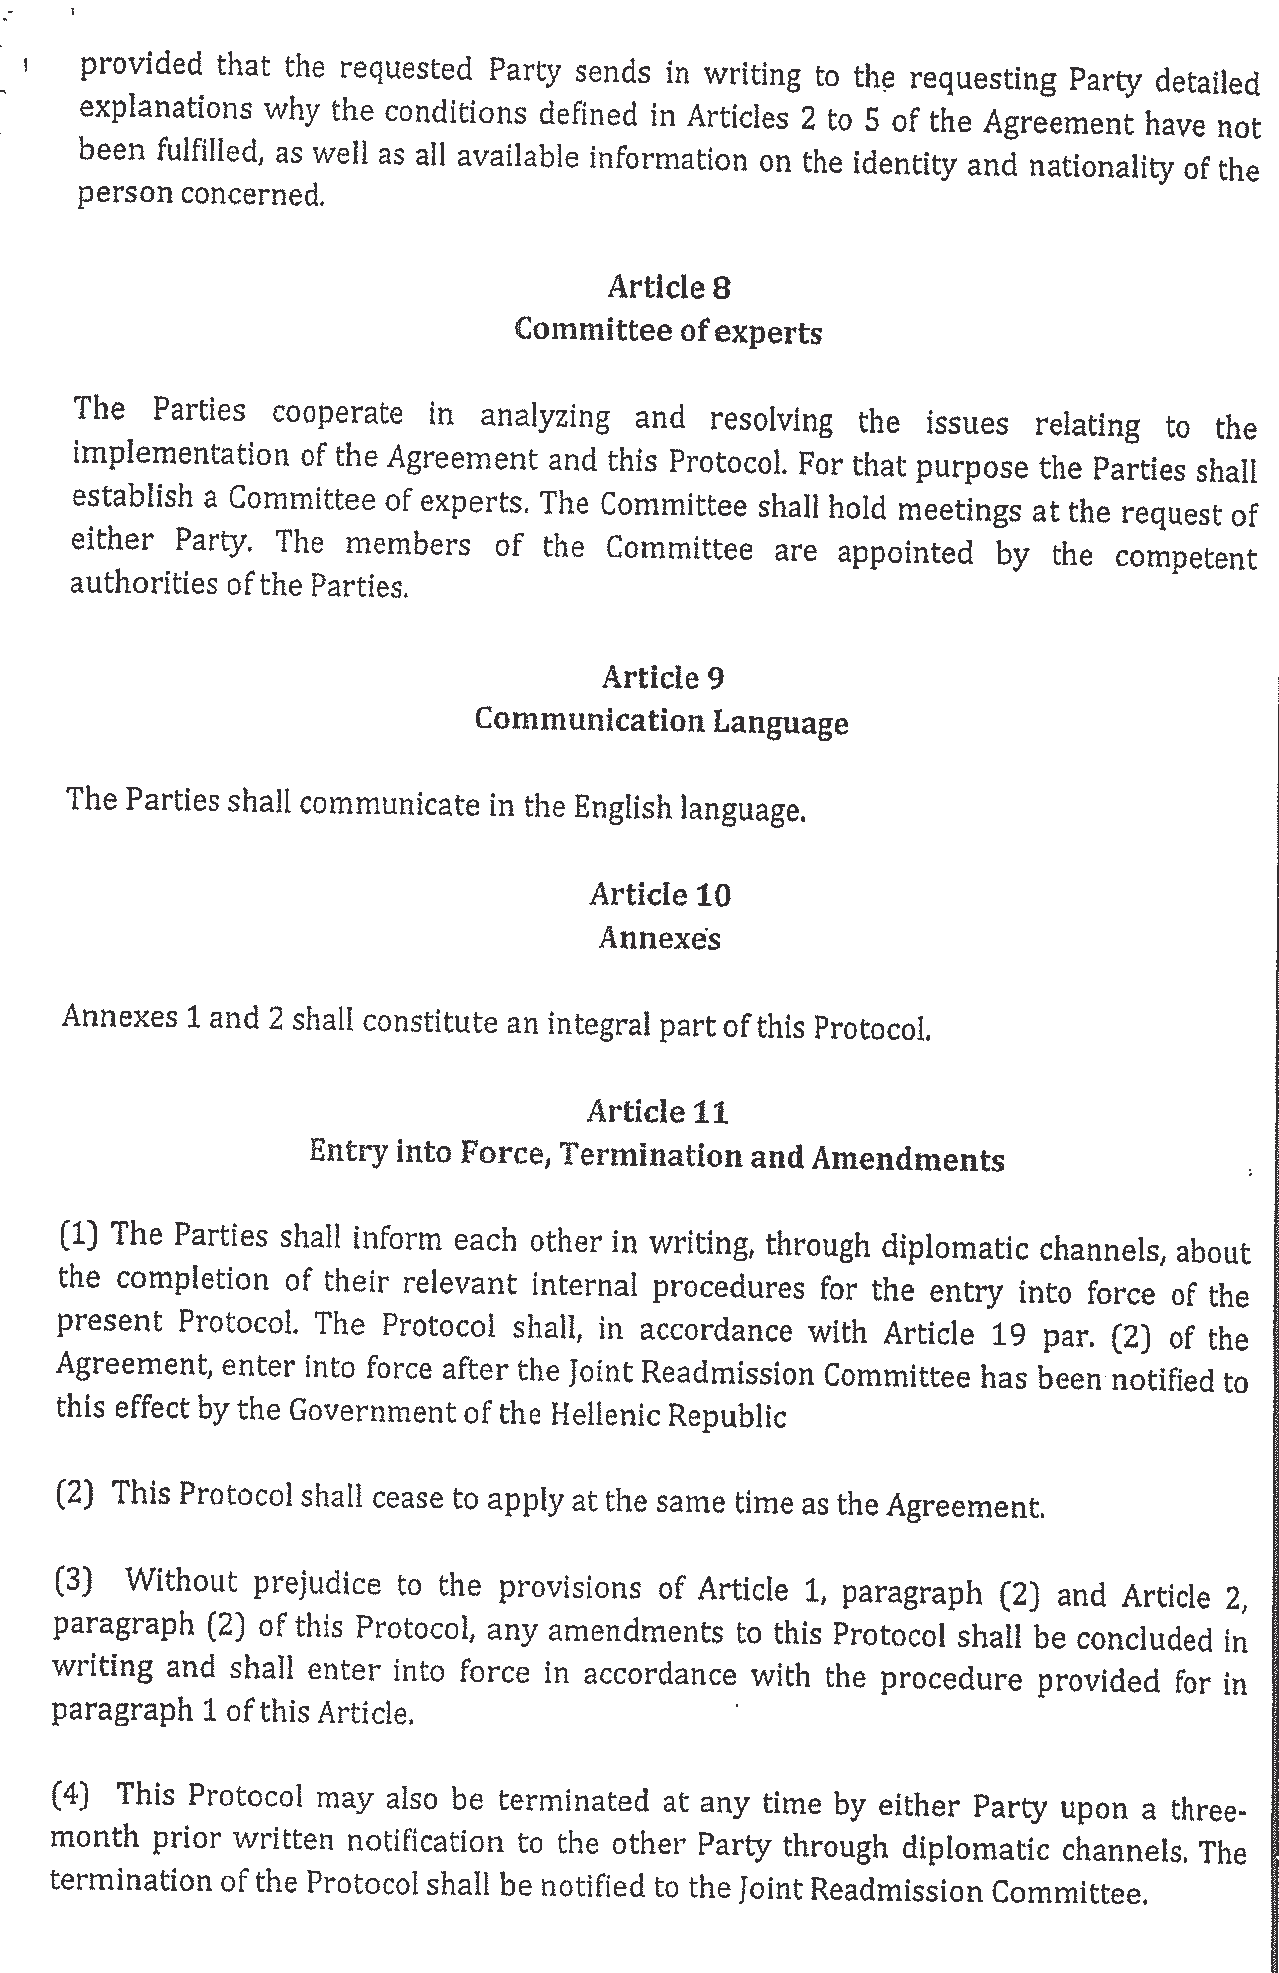 provided that the requested Party sends in writing to the requesting Party detailed
explanations why the conditions defined in Articles 2 to 5 of the Agreement have not
been fulfilled, as well as all available information on the identity and nationality of the
person concerned.
Article 8
Committee of experts
The Parties cooperate in analyzing and resolving the issues relating to the
implementation of the Agreement and this Protocol. For that purpose the Parties shall
establish a Committee of experts. The Committee shall hold meetings at the request of
either Party. The members of the Committee are appointed by the competent
authorities of the Parties.
Article 9
Communication Language
The Parties shall communicate in the English language.
Article 10
Annexes
Annexes 1 and 2 shall constitute an integral part of this Protocol.
Article 11
Entry into Force, Termination and Amendments
(1) The Parties shall inform each other in writing, through diplomatic channels, about
the completion of their relevant internal procedures for the entry into force of the
present Protocol. The Protocol shall, in accordance with Article 19 par. (2) of the
Agreement, enter into force after the Joint Readmission Committee has been notified to
this effect by the Government of the Hellenic Republic
(2) This Protocol shall cease to apply at the same time as the Agreement.
(3) Without prejudice to the provisions of Article 1, paragraph (2) and Article 2,
paragraph (2) of this Protocol, any amendments to this Protocol shall be concluded in
writing and shall enter into force in accordance with the procedure provided for in
paragraph 1 of this Article.
(4) This Protocol may also be terminated at any time by either Party upon a three-
month prior written notification to the other Party through diplomatic channels. The
termination of the Protocol shall be notified to the Joint Readmission Committee.